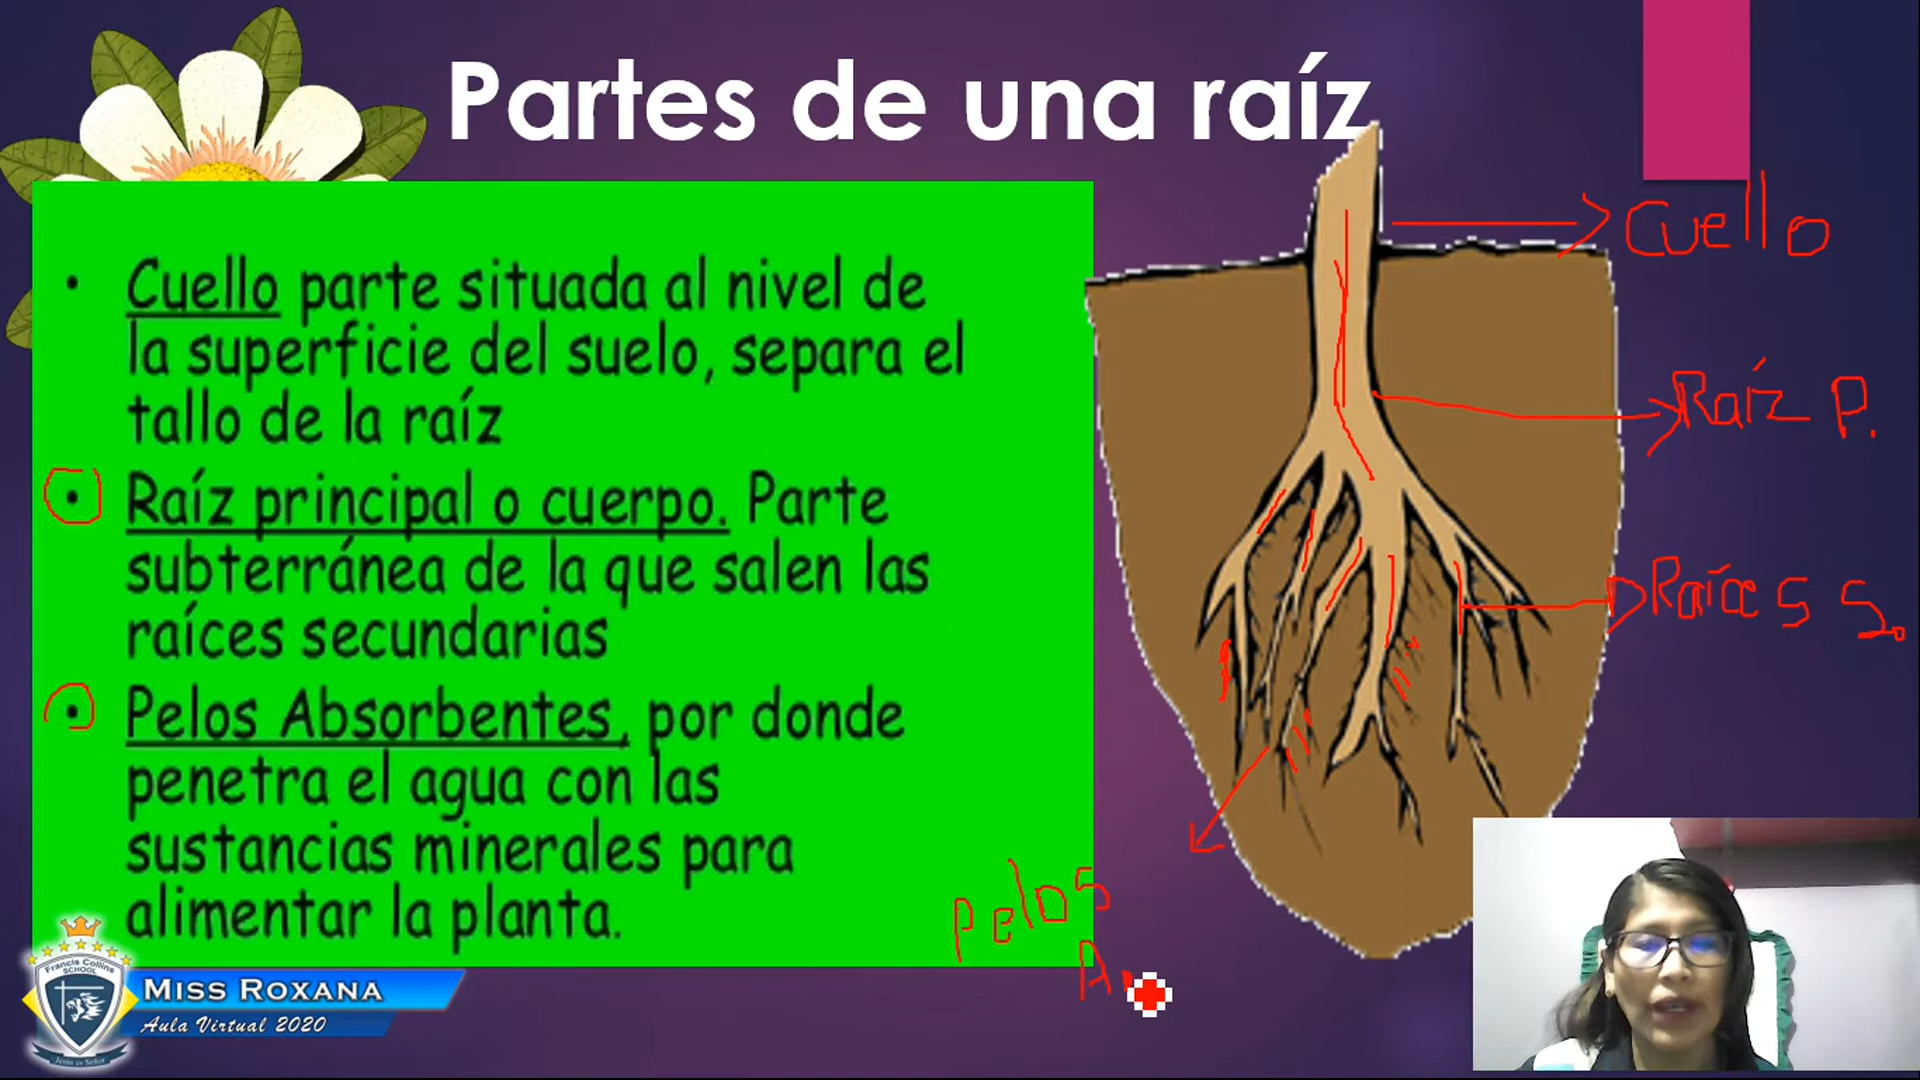 Partes de una raíz
• Cuello parte situada al nivel de
la superficie del suelo, separa el
tallo de la raíz
• Raíz principal o cuerpo. Parte
subterránea de la que salen las
raíces secundarias
• Pelos Absorbentes, por donde
penetra el agua con las
sustancias minerales para
alimentar la planta.
Cuello
Raíz P.
Raíces S.
Pelos
A.
Francis Collins
SCHOOL
Jesús es Señor
Miss Roxana
Aula Virtual 2020